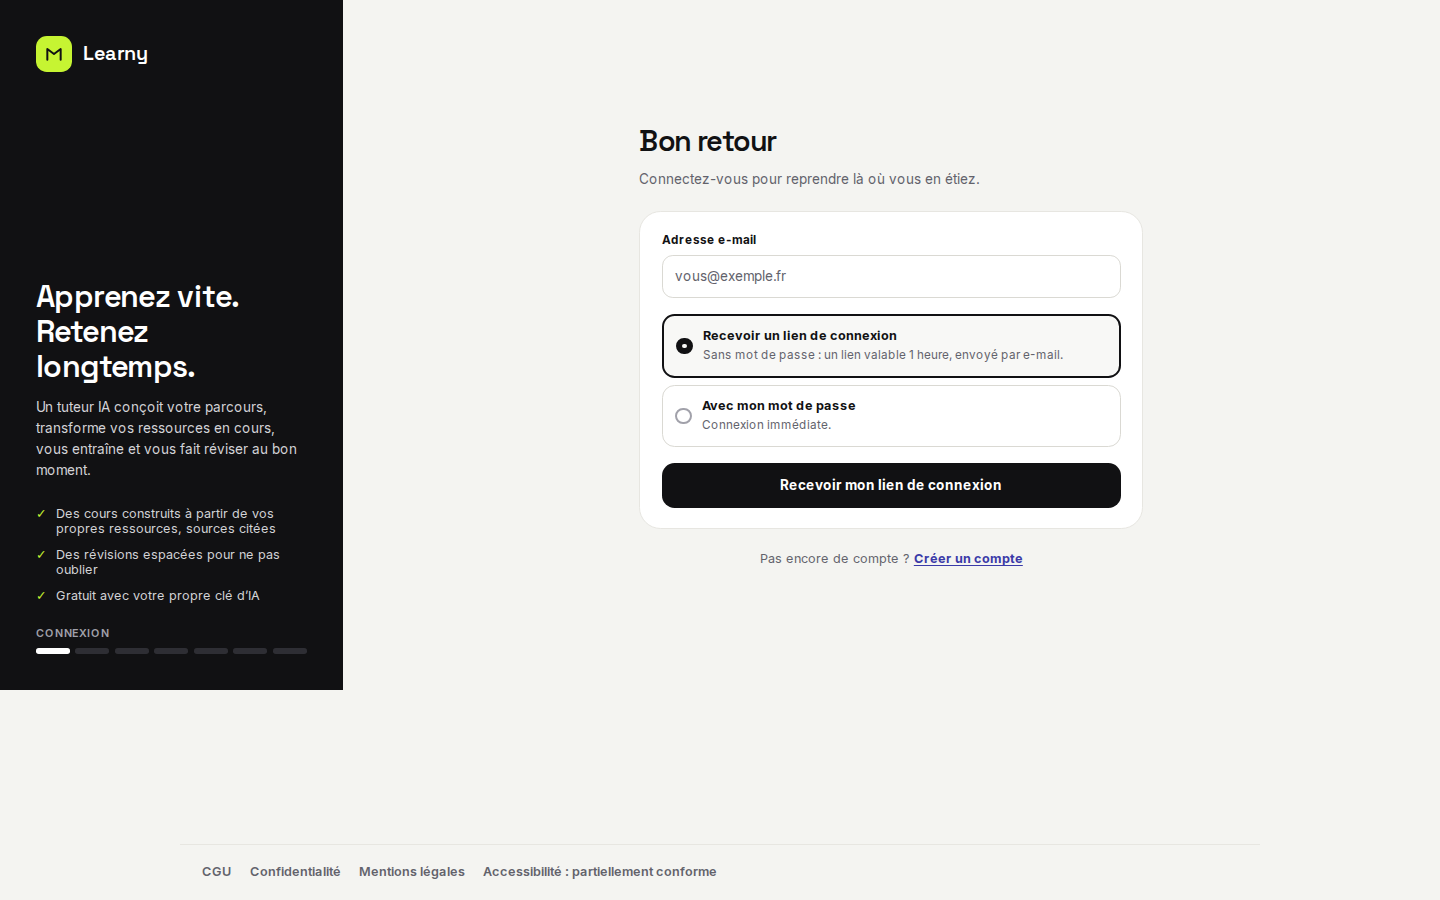 Learny
Apprenez vite.
Retenez
longtemps.
Un tuteur IA conçoit votre parcours,
transforme vos ressources en cours,
vous entraîne et vous fait réviser au bon
moment.
✓ Des cours construits à partir de vos
propres ressources, sources citées
✓ Des révisions espacées pour ne pas
oublier
✓ Gratuit avec votre propre clé d’IA
CONNEXION
Bon retour
Connectez-vous pour reprendre là où vous en étiez.
Adresse e-mail
vous@exemple.fr
Recevoir un lien de connexion
Sans mot de passe : un lien valable 1 heure, envoyé par e-mail.
Avec mon mot de passe
Connexion immédiate.
Recevoir mon lien de connexion
Pas encore de compte ? Créer un compte
CGU Confidentialité Mentions légales Accessibilité : partiellement conforme